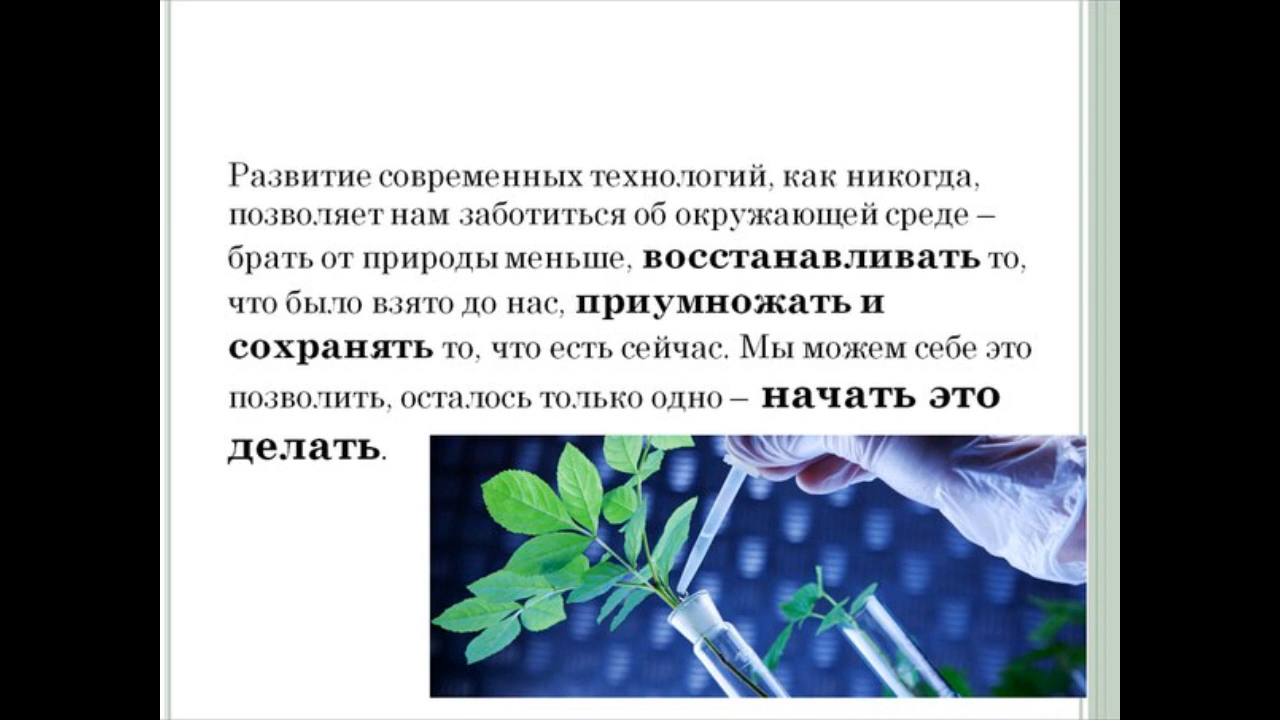 Развитие современных технологий, как никогда,
позволяет нам заботиться об окружающей среде –
брать от природы меньше, восстанавливать то,
что было взято до нас, приумножать и
сохранять то, что есть сейчас. Мы можем себе это
позволить, осталось только одно – начать это
делать.